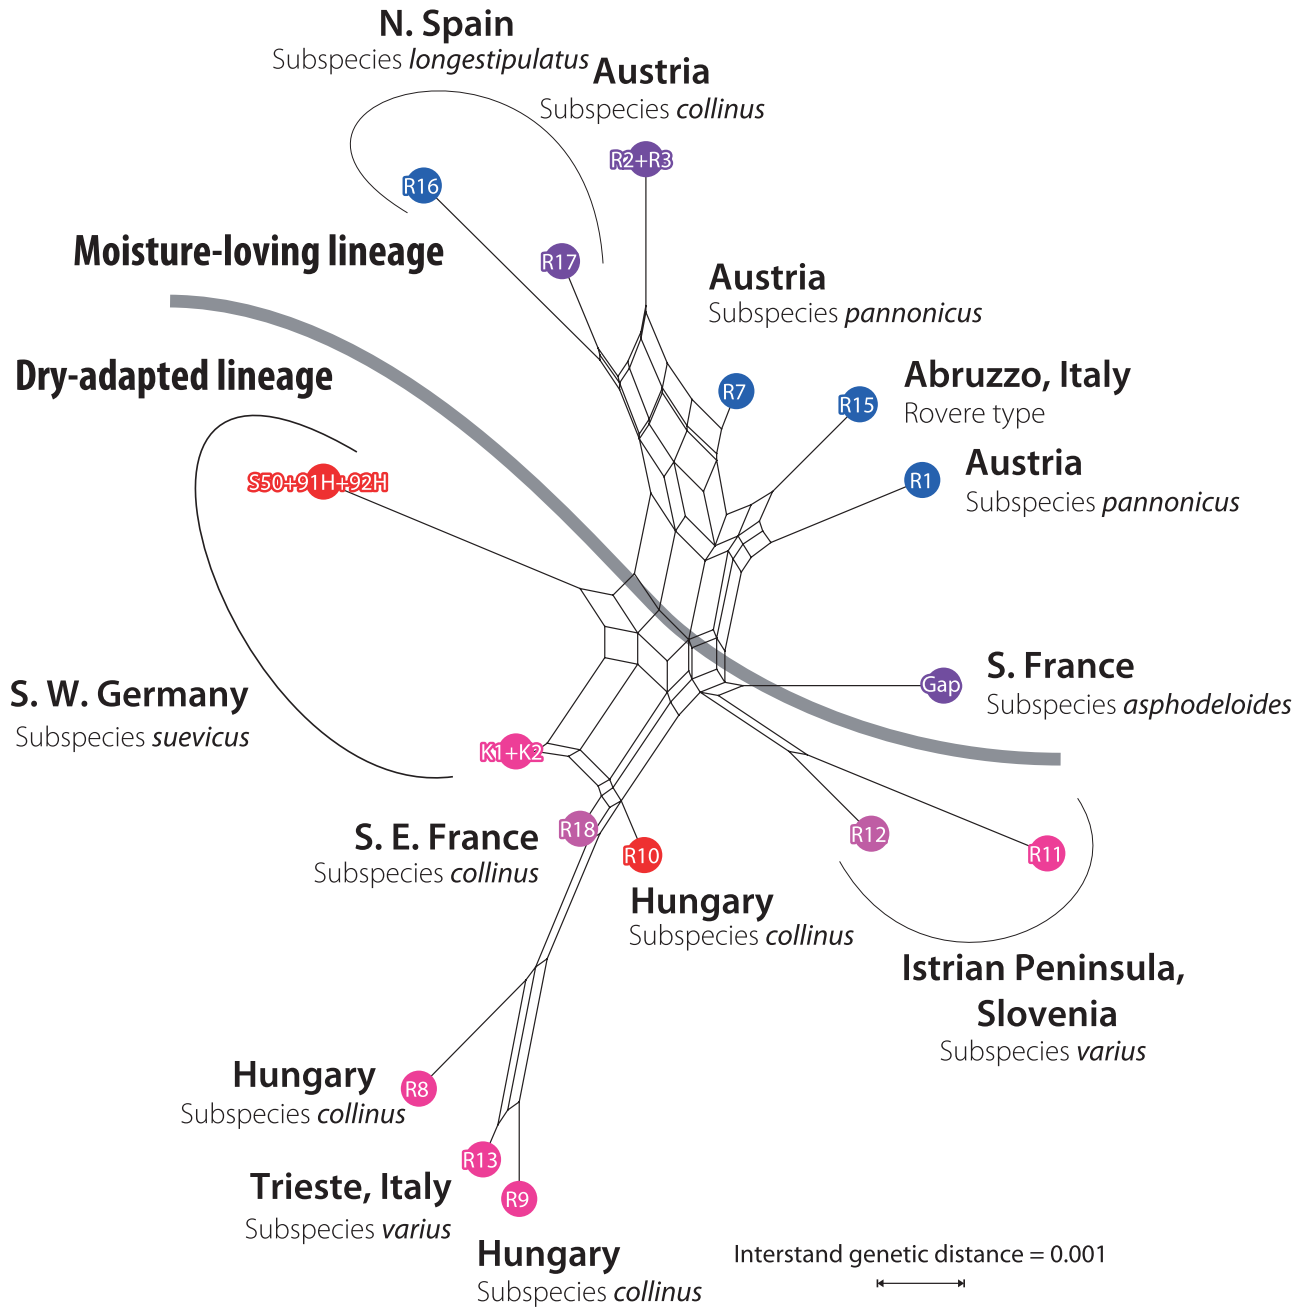 N. Spain
Subspecies longestipulatus
Austria
Subspecies collinus
R2+R3
R16
Moisture-loving lineage
R17
Austria
Subspecies pannonicus
Dry-adapted lineage
R7
R15
Abruzzo, Italy
Rovere type
S50+91H+92H
R1
Austria
Subspecies pannonicus
S. W. Germany
Subspecies suevicus
Gap
S. France
Subspecies asphodeloides
K1+K2
R18
S. E. France
Subspecies collinus
R10
Hungary
Subspecies collinus
R12
R11
Istrian Peninsula,
Slovenia
Subspecies varius
Hungary
Subspecies collinus
R8
R13
Trieste, Italy
Subspecies varius
R9
Hungary
Subspecies collinus
Interstand genetic distance = 0.001